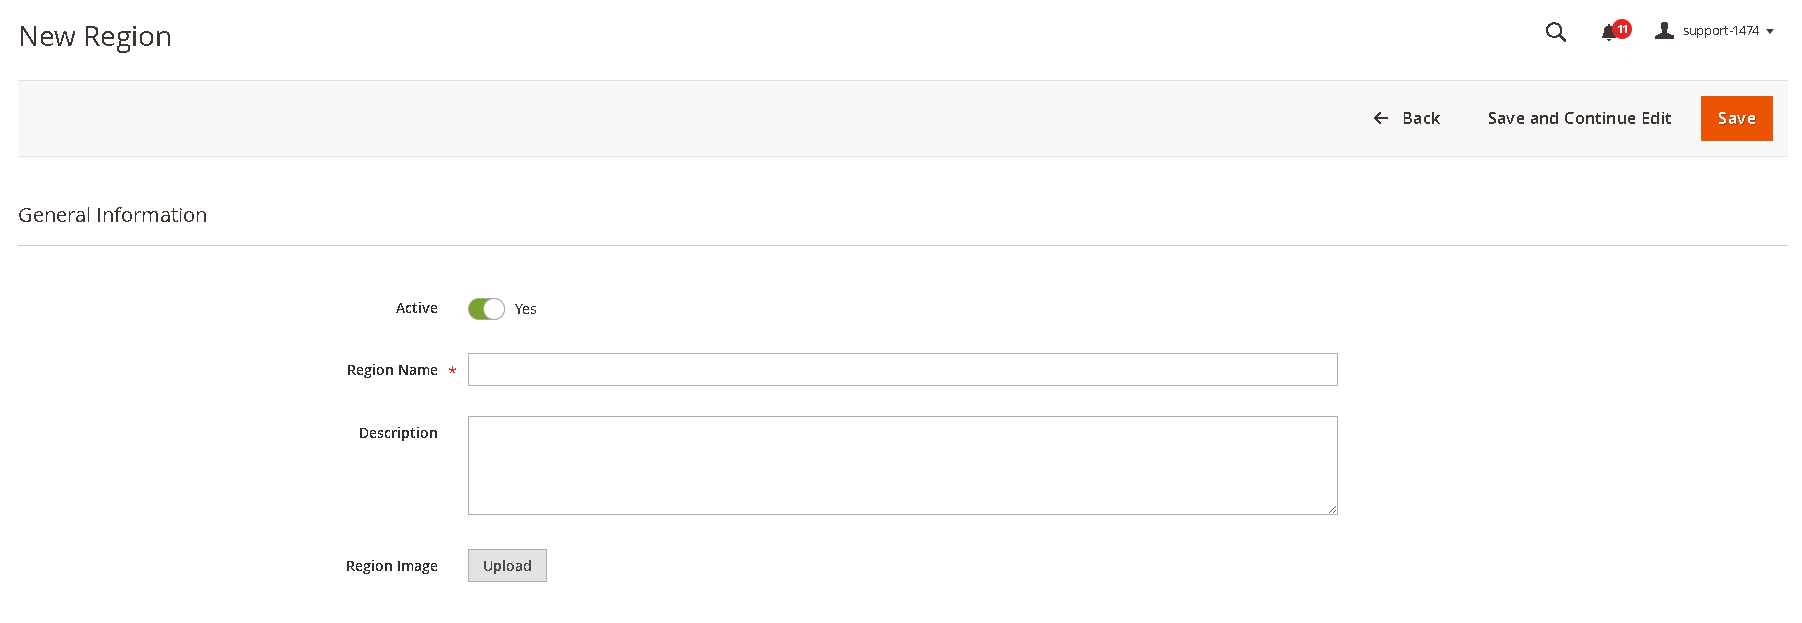 New Region
11
support-1474
Back
Save and Continue Edit
Save
General Information
Active
Yes
Region Name *
Description
Region Image
Upload